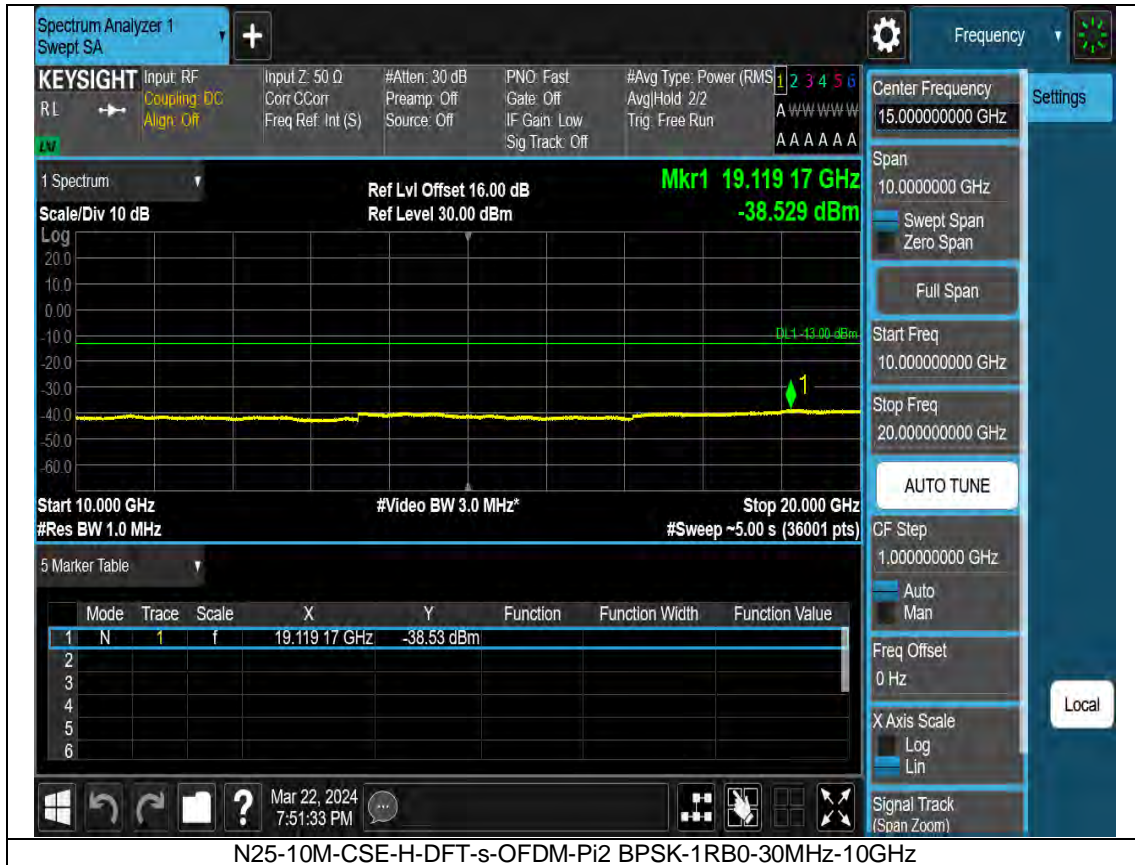 Spectrum Analyzer 1
Swept SA
+
Frequency
KEYSIGHT
RL
LXI
Input: RF
Coupling: DC
Align: Off
Input Z: 50 Ω
Corr CCorr
Freq Ref: Int (S)
#Atten: 30 dB
Preamp: Off
Source: Off
PNO: Fast
Gate: Off
IF Gain: Low
Sig Track: Off
#Avg Type: Power (RMS
Avg|Hold: 2/2
Trig: Free Run
1 2 3 4 5 6
A W W W W W
A A A A A A
1 Spectrum
Scale/Div 10 dB
Ref Lvl Offset 16.00 dB
Ref Level 30.00 dBm
Mkr1 19.119 17 GHz
-38.529 dBm
Log
20.0
10.0
0.00
-10.0
-20.0
-30.0
-40.0
-50.0
-60.0
DL1 -13.00 dBm
1
Start 10.000 GHz
#Video BW 3.0 MHz*
Stop 20.000 GHz
#Res BW 1.0 MHz
#Sweep ~5.00 s (36001 pts)
5 Marker Table
Mode Trace Scale X Y Function Function Width Function Value
1 N 1 f 19.119 17 GHz -38.53 dBm
2
3
4
5
6
Mar 22, 2024
7:51:33 PM
?
Center Frequency
15.000000000 GHz
Settings
Span
10.0000000 GHz
Swept Span
Zero Span
Full Span
Start Freq
10.000000000 GHz
Stop Freq
20.000000000 GHz
AUTO TUNE
CF Step
1.000000000 GHz
Auto
Man
Freq Offset
0 Hz
X Axis Scale
Log
Lin
Local
Signal Track
(Span Zoom)
N25-10M-CSE-H-DFT-s-OFDM-Pi2 BPSK-1RB0-30MHz-10GHz